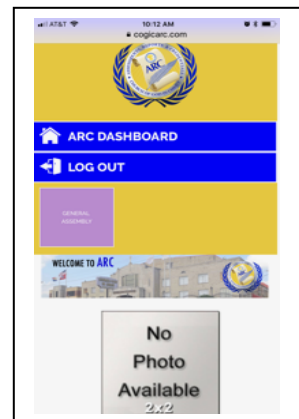 AT&T 10:12 AM
cogicarc.com
ARC
ARC DASHBOARD
LOG OUT
GENERAL
ASSEMBLY
WELCOME TO ARC
No
Photo
Available
2x2